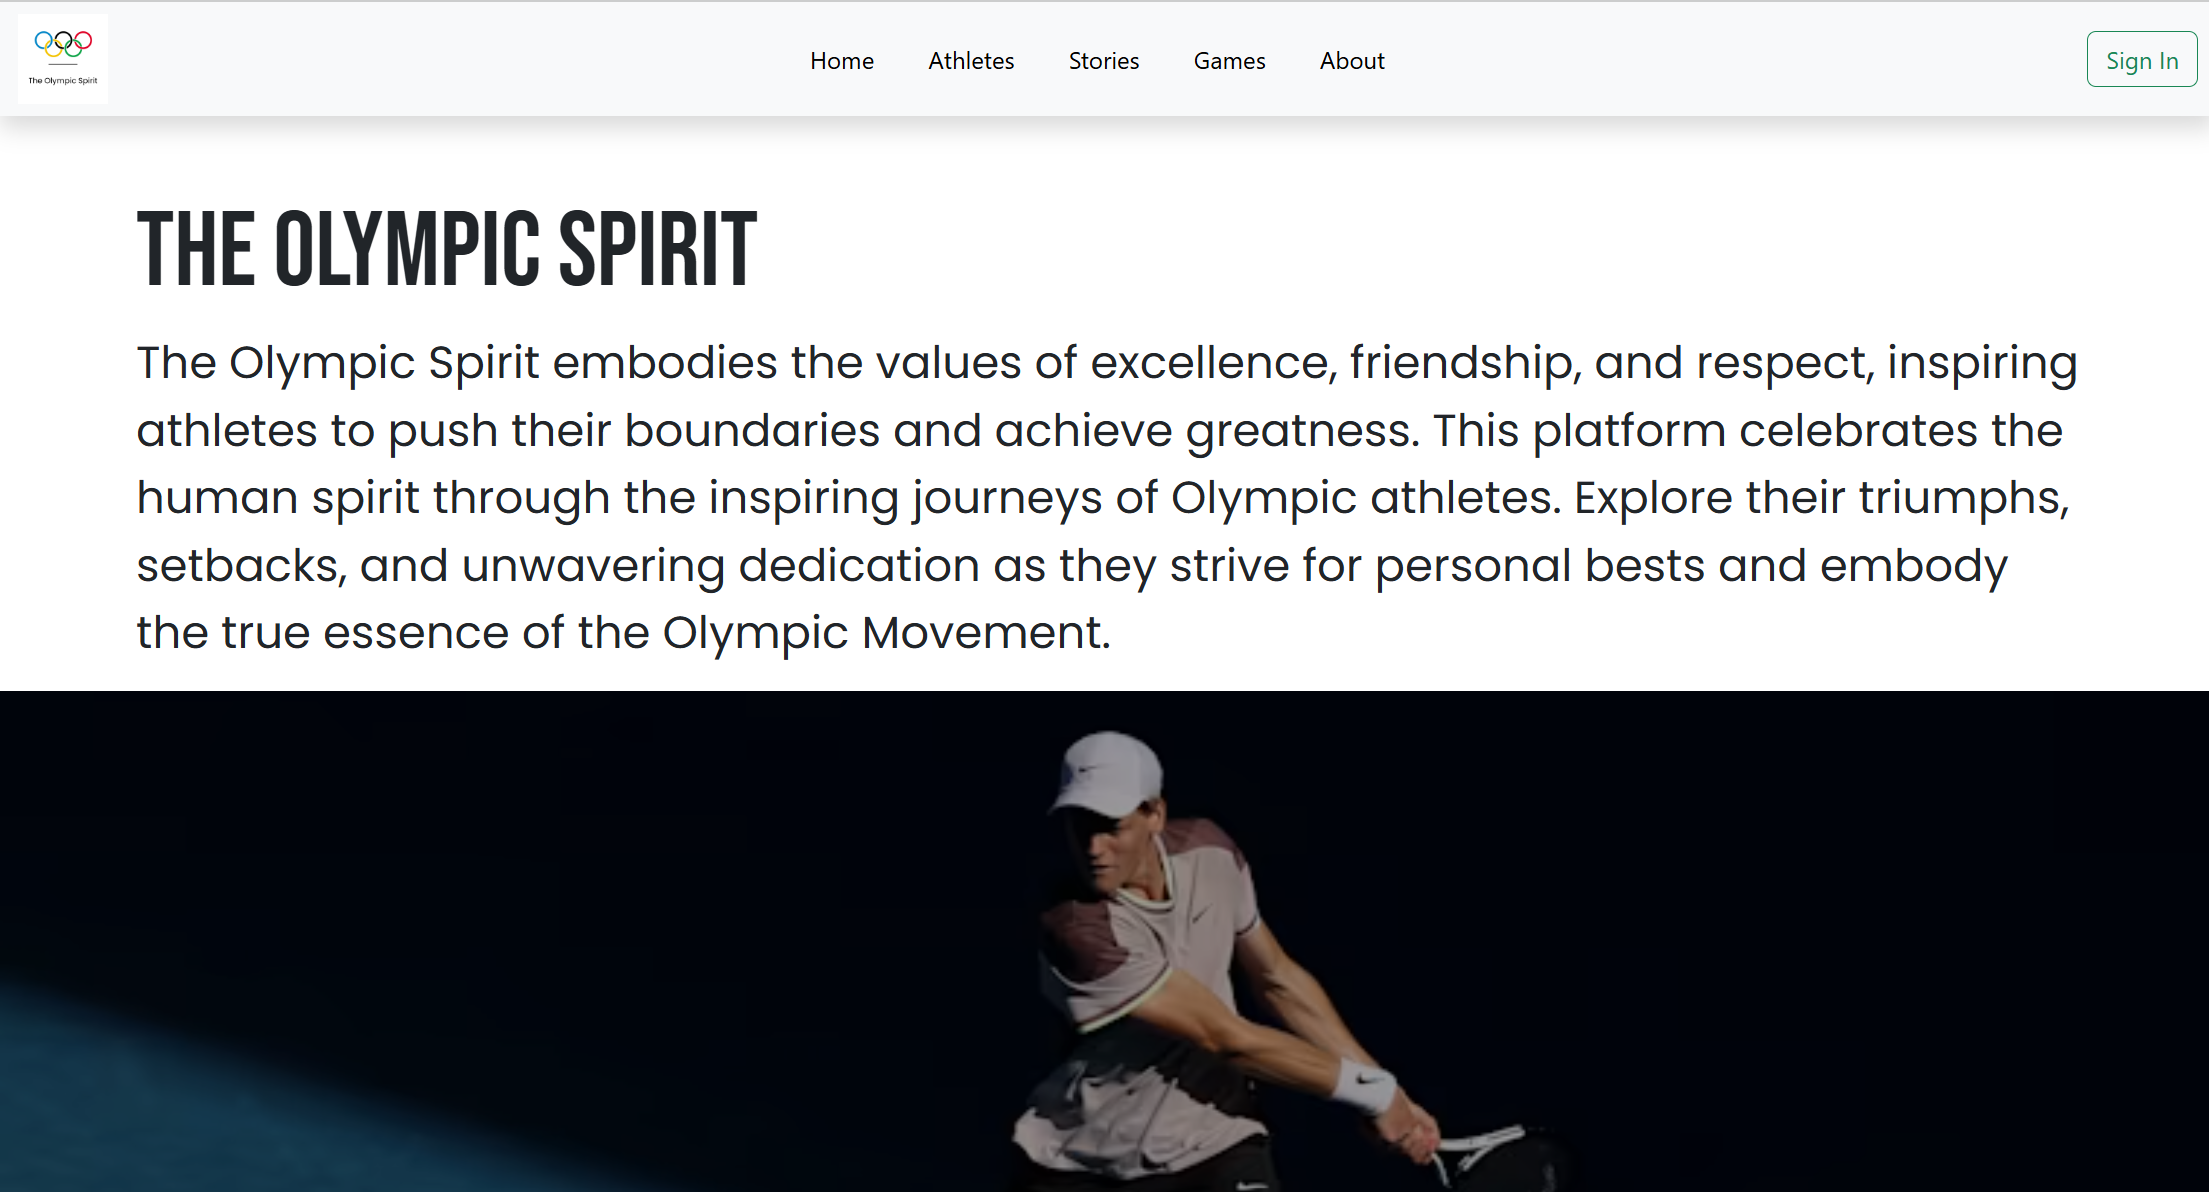 The Olympic Spirit
Home Athletes Stories Games About
Sign In
THE OLYMPIC SPIRIT
The Olympic Spirit embodies the values of excellence, friendship, and respect, inspiring
athletes to push their boundaries and achieve greatness. This platform celebrates the
human spirit through the inspiring journeys of Olympic athletes. Explore their triumphs,
setbacks, and unwavering dedication as they strive for personal bests and embody
the true essence of the Olympic Movement.